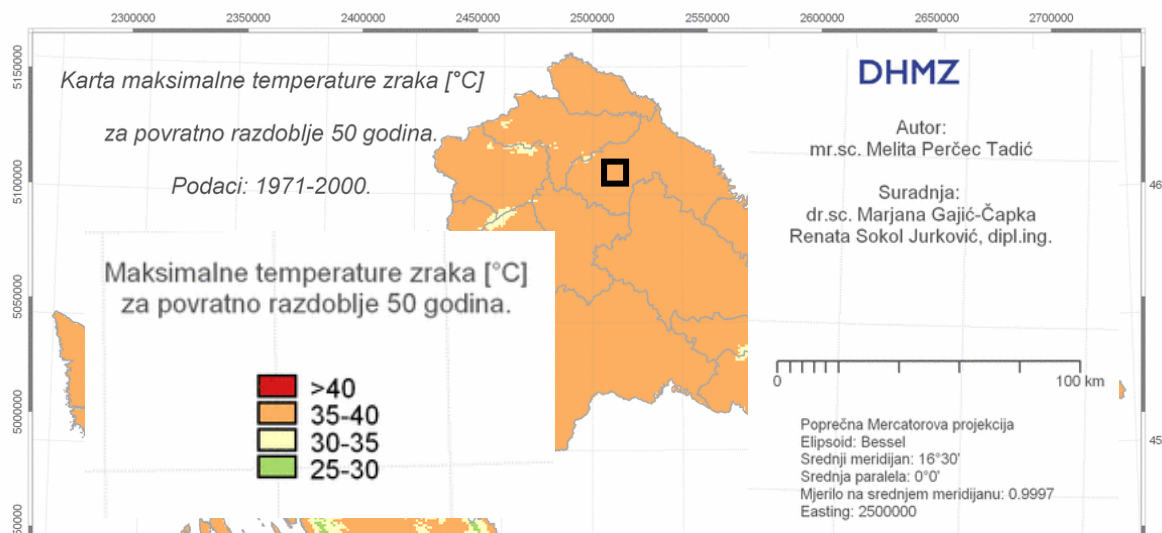 2300000 2350000 2400000 2450000 2500000 2550000 2600000 2650000 2700000
5150000
5100000
5050000
5000000
Karta maksimalne temperature zraka [°C]
za povratno razdoblje 50 godina.
Podaci: 1971-2000.
DHMZ
Autor:
mr.sc. Melita Perčec Tadić
Suradnja:
dr.sc. Marjana Gajić-Čapka
Renata Sokol Jurković, dipl.ing.
Maksimalne temperature zraka [°C]
za povratno razdoblje 50 godina.
>40
35-40
30-35
25-30
0 100 km
Poprečna Mercatorova projekcija
Elipsoid: Bessel
Srednji meridijan: 16°30'
Srednja paralela: 0°0'
Mjerilo na srednjem meridijanu: 0.9997
Easting: 2500000